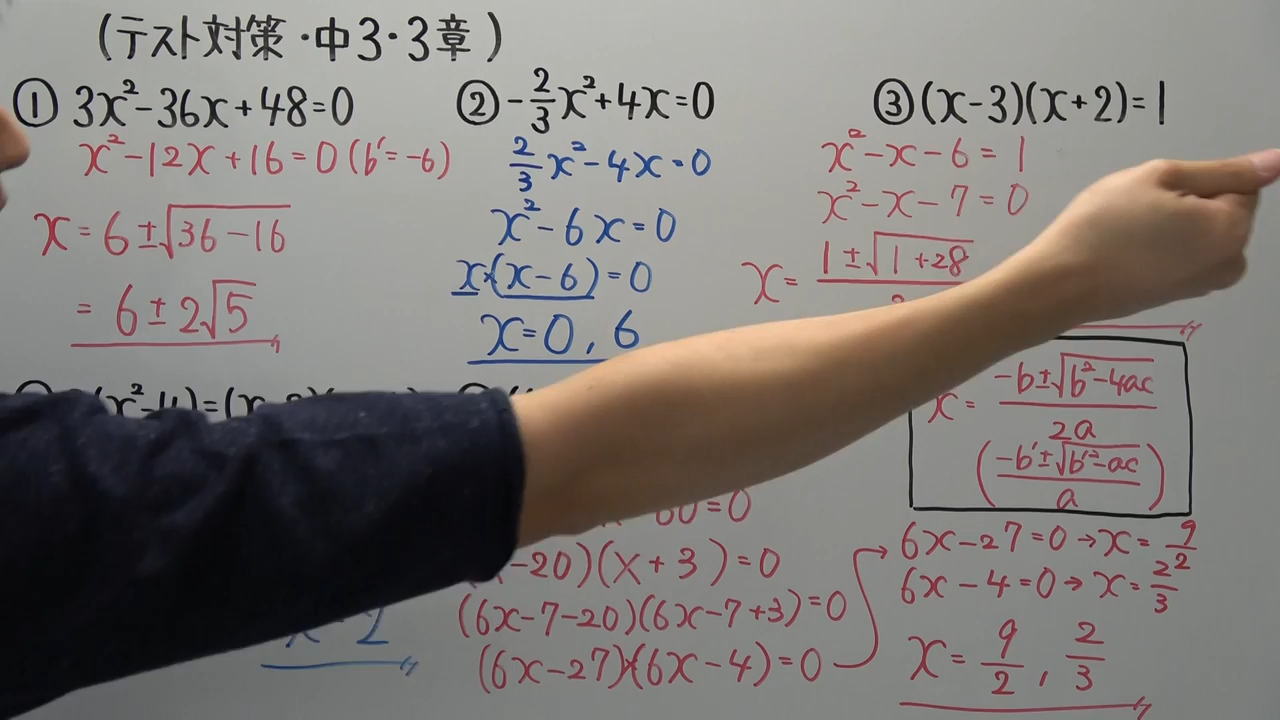 (テスト対策・中3・3章)
① 3x²-36x+48=0
x²-12x+16=0(b'=-6)
x=6±√36-16
=6±2√5
② -2/3x²+4x=0
2/3x²-4x=0
x²-6x=0
x×(x-6)=0
x=0,6
③ (x-3)(x+2)=1
x²-x-6=1
x²-x-7=0
x=1±√1+28
(x²-4)=(x
x=-b±√b²-4ac/2a
(-b'±√b'²-ac/a)
60=0
-20)(X+3)=0
(6x-7-20)(6x-7+3)=0
(6x-27)×(6x-4)=0
6x-27=0→x=9/2
6x-4=0→x=2/3
x=9/2,2/3